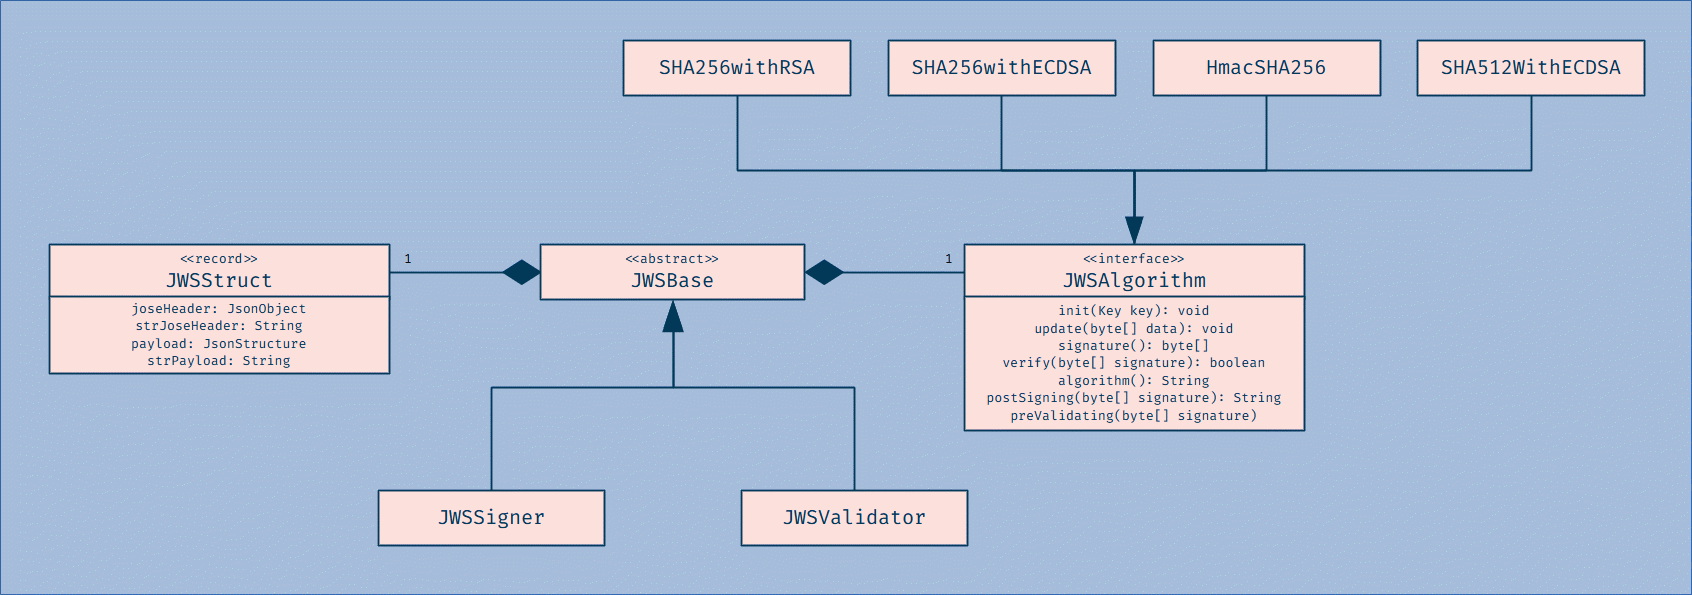 SHA256withRSA
SHA256withECDSA
HmacSHA256
SHA512WithECDSA
<<record>>
JWSStruct
joseHeader: JsonObject
strJoseHeader: String
payload: JsonStructure
strPayload: String
1
<<abstract>>
JWSBase
1
<<interface>>
JWSAlgorithm
init(Key key): void
update(byte[] data): void
signature(): byte[]
verify(byte[] signature): boolean
algorithm(): String
postSigning(byte[] signature): String
preValidating(byte[] signature)
JWSSigner
JWSValidator